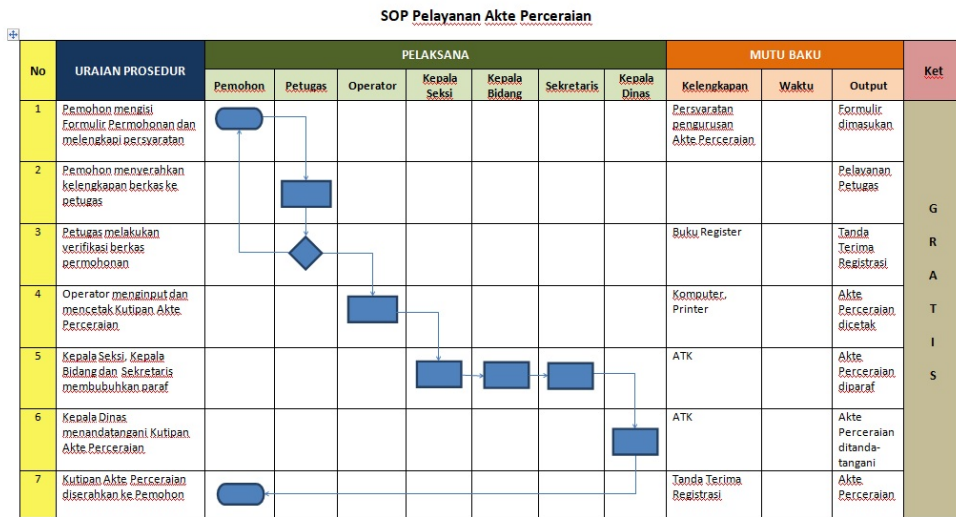 SOP Pelayanan Akte Perceraian
No
URAIAN PROSEDUR
PELAKSANA
MUTU BAKU
Ket
Pemohon
Petugas
Operator
Kepala
Seksi
Kepala
Bidang
Sekretaris
Kepala
Dinas
Kelengkapan
Waktu
Output
1
Pemohon mengisi
Formulir Permohonan dan
melengkapi persyaratan
Persyaratan
pengurusan
Akte Perceraian
Formulir
dimasukan
2
Pemohon menyerahkan
kelengkapan berkas ke
petugas
Pelayanan
Petugas
3
Petugas melakukan
verifikasi berkas
permohonan
Buku Register
Tanda
Terima
Registrasi
4
Operator menginput dan
mencetak Kutipan Akte
Perceraian
Komputer,
Printer
Akte
Perceraian
dicetak
5
Kepala Seksi, Kepala
Bidang dan Sekretaris
membubuhkan paraf
ATK
Akte
Perceraian
diparaf
6
Kepala Dinas
menandatangani Kutipan
Akte Perceraian
ATK
Akte
Perceraian
ditanda-
tangani
7
Kutipan Akte Perceraian
diserahkan ke Pemohon
Tanda Terima
Registrasi
Akte
Perceraian
G
R
A
T
I
S